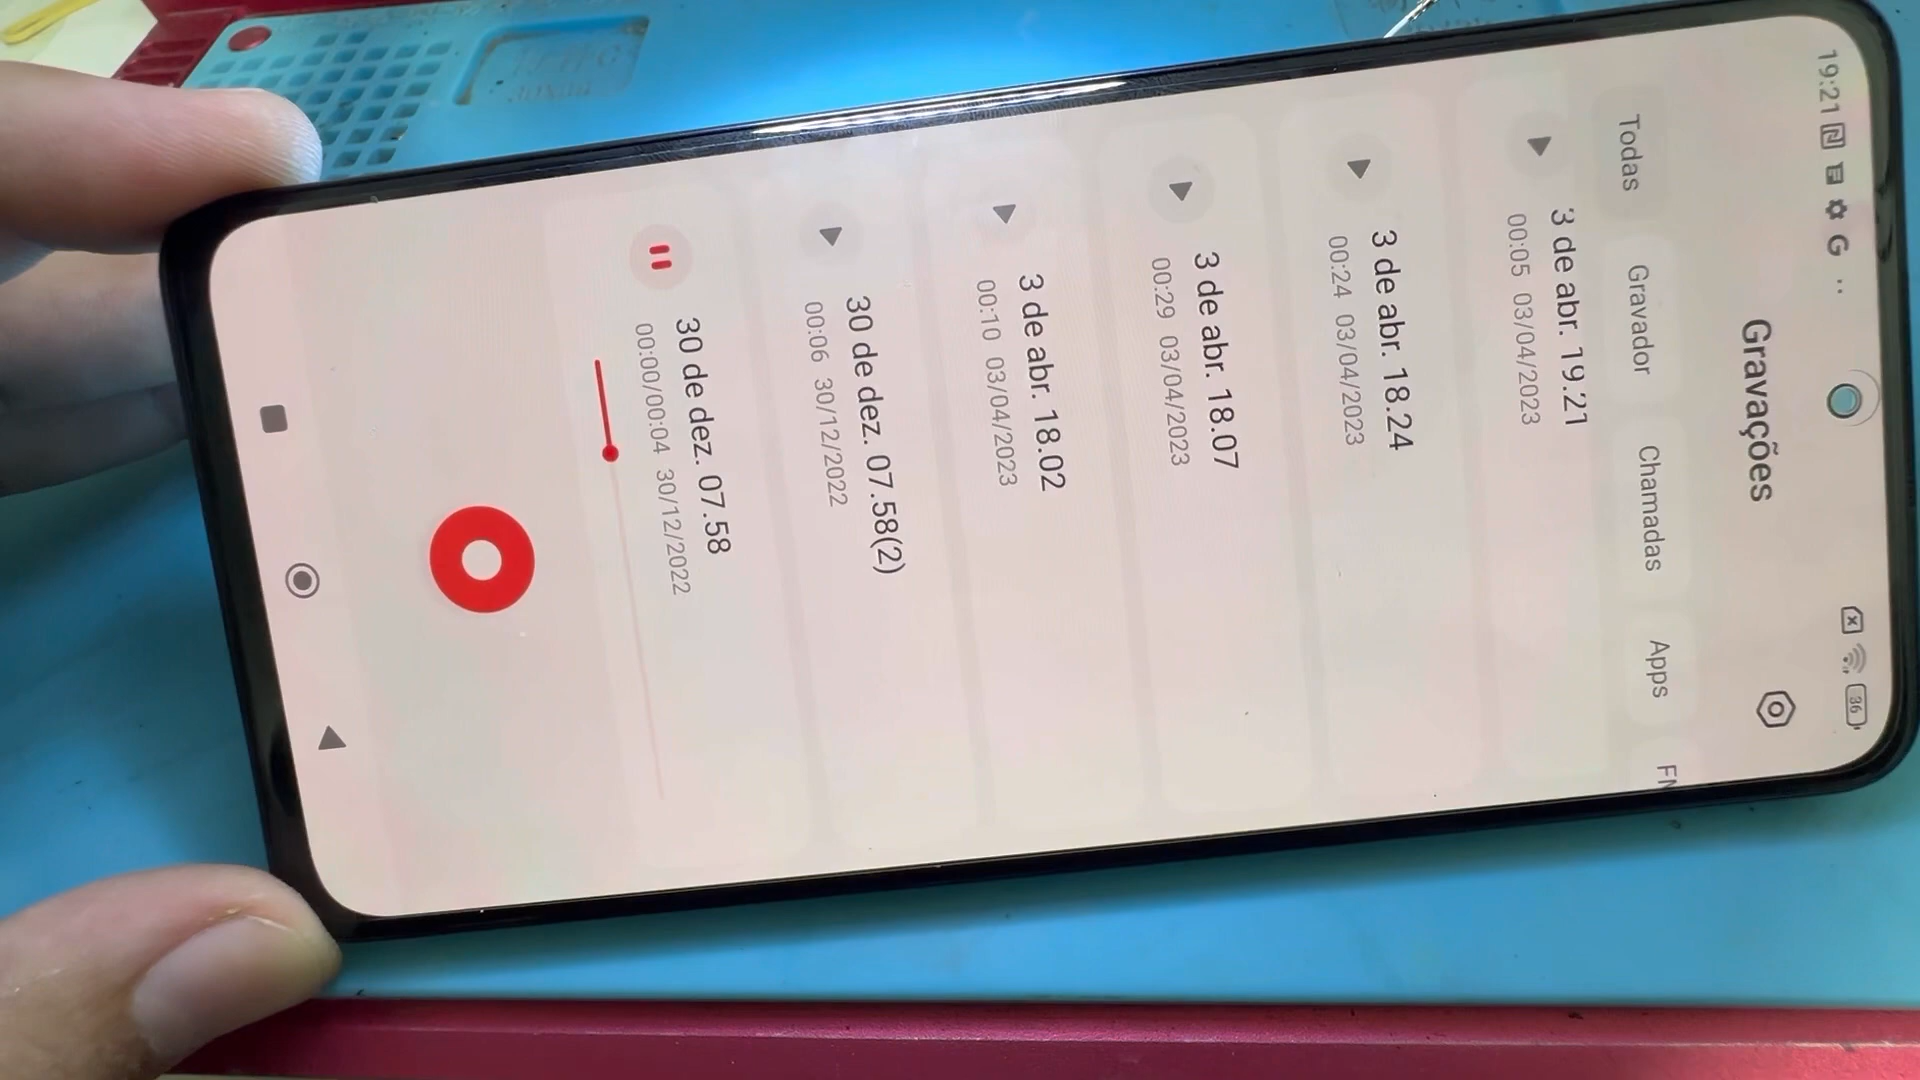 19:21
36
Gravações
Todas Gravador Chamadas Apps FN
3 de abr. 19.21
00:05 03/04/2023
3 de abr. 18.24
00:24 03/04/2023
3 de abr. 18.07
00:29 03/04/2023
3 de abr. 18.02
00:10 03/04/2023
30 de dez. 07.58(2)
00:06 30/12/2022
30 de dez. 07.58
00:00/00:04 30/12/2022